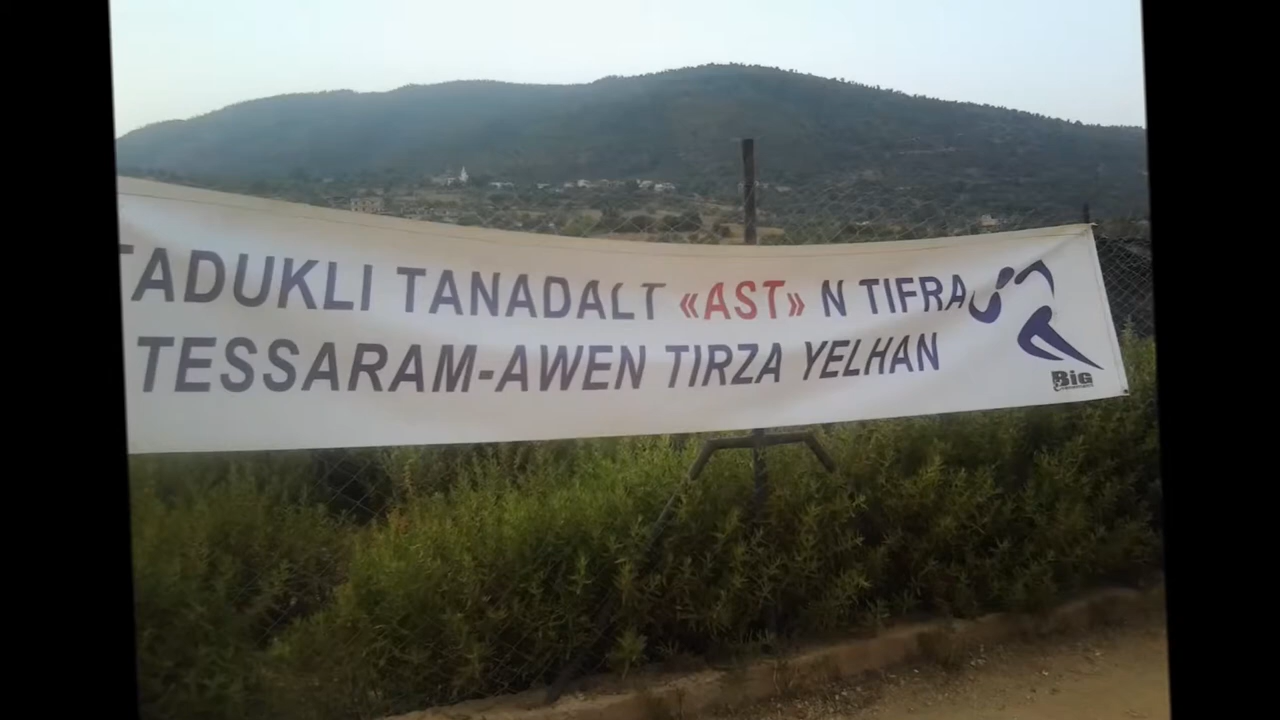 TADUKLI TANADALT «AST» N TIFRA
TESSARAM-AWEN TIRZA YELHAN
BiG